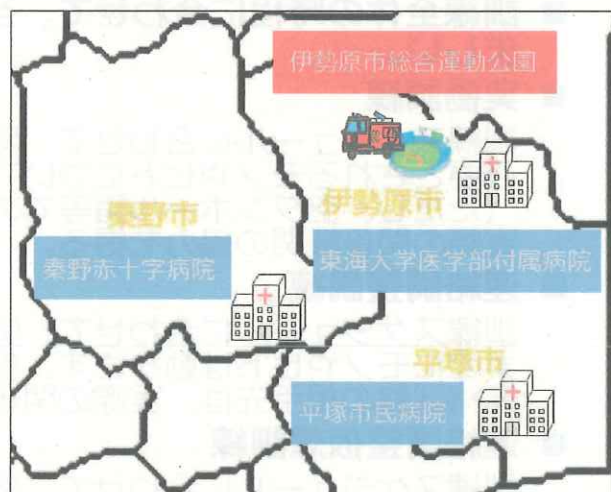 伊勢原市総合運動公園
伊勢原市
秦野市
秦野赤十字病院
東海大学医学部付属病院
平塚市
平塚市民病院